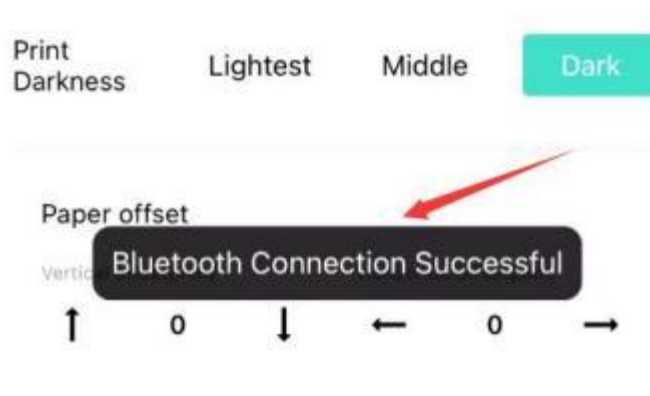 Print
Darkness
Lightest
Middle
Dark
Paper offset
Bluetooth Connection Successful
0
0